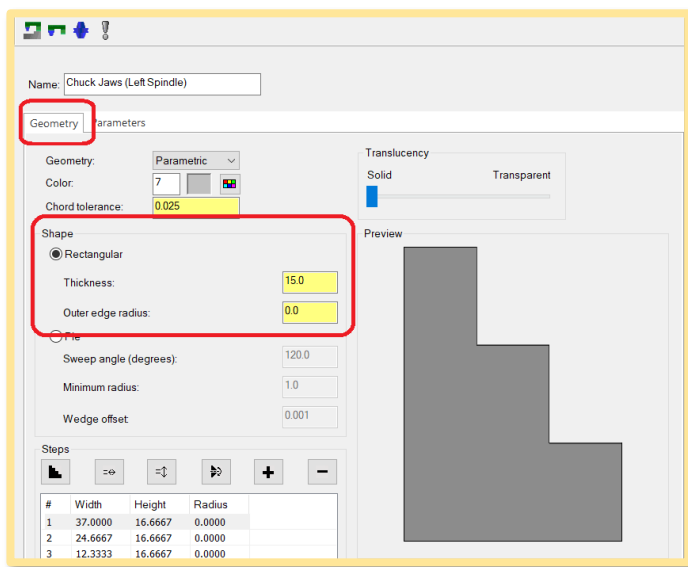 Name: Chuck Jaws (Left Spindle)
Geometry Parameters
Geometry: Parametric
Color: 7
Chord tolerance: 0.025
Translucency
Solid Transparent
Shape
Rectangular
Thickness: 15.0
Outer edge radius: 0.0
Pie
Sweep angle (degrees): 120.0
Minimum radius: 1.0
Wedge offset: 0.001
Preview
Steps
# Width Height Radius
1 37.0000 16.6667 0.0000
2 24.6667 16.6667 0.0000
3 12.3333 16.6667 0.0000